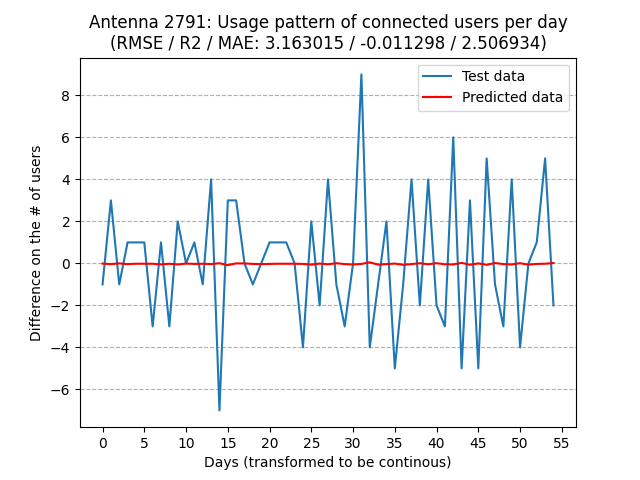 Antenna 2791: Usage pattern of connected users per day
(RMSE / R2 / MAE: 3.163015 / -0.011298 / 2.506934)
Test data
Predicted data
Difference on the # of users
8
6
4
2
0
−2
−4
−6
0 5 10 15 20 25 30 35 40 45 50 55
Days (transformed to be continous)